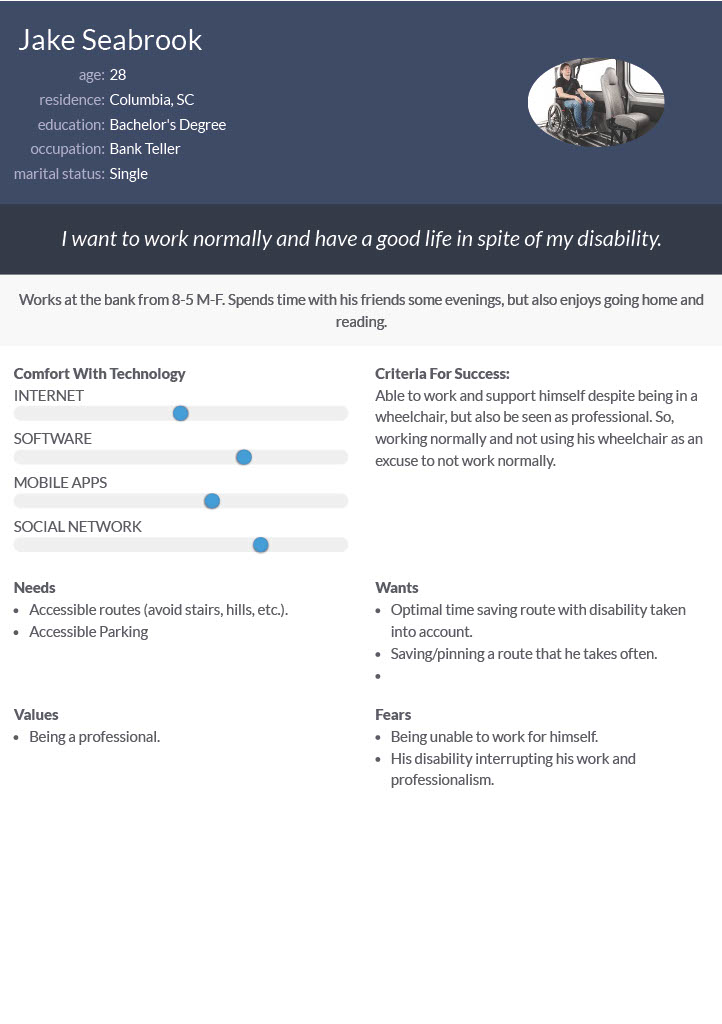 Jake Seabrook
age: 28
residence: Columbia, SC
education: Bachelor's Degree
occupation: Bank Teller
marital status: Single
I want to work normally and have a good life in spite of my disability.
Works at the bank from 8-5 M-F. Spends time with his friends some evenings, but also enjoys going home and
reading.
Comfort With Technology
INTERNET
SOFTWARE
MOBILE APPS
SOCIAL NETWORK
Criteria For Success:
Able to work and support himself despite being in a
wheelchair, but also be seen as professional. So,
working normally and not using his wheelchair as an
excuse to not work normally.
Needs
• Accessible routes (avoid stairs, hills, etc.).
• Accessible Parking
Wants
• Optimal time saving route with disability taken
into account.
• Saving/pinning a route that he takes often.
•
Values
• Being a professional.
Fears
• Being unable to work for himself.
• His disability interrupting his work and
professionalism.